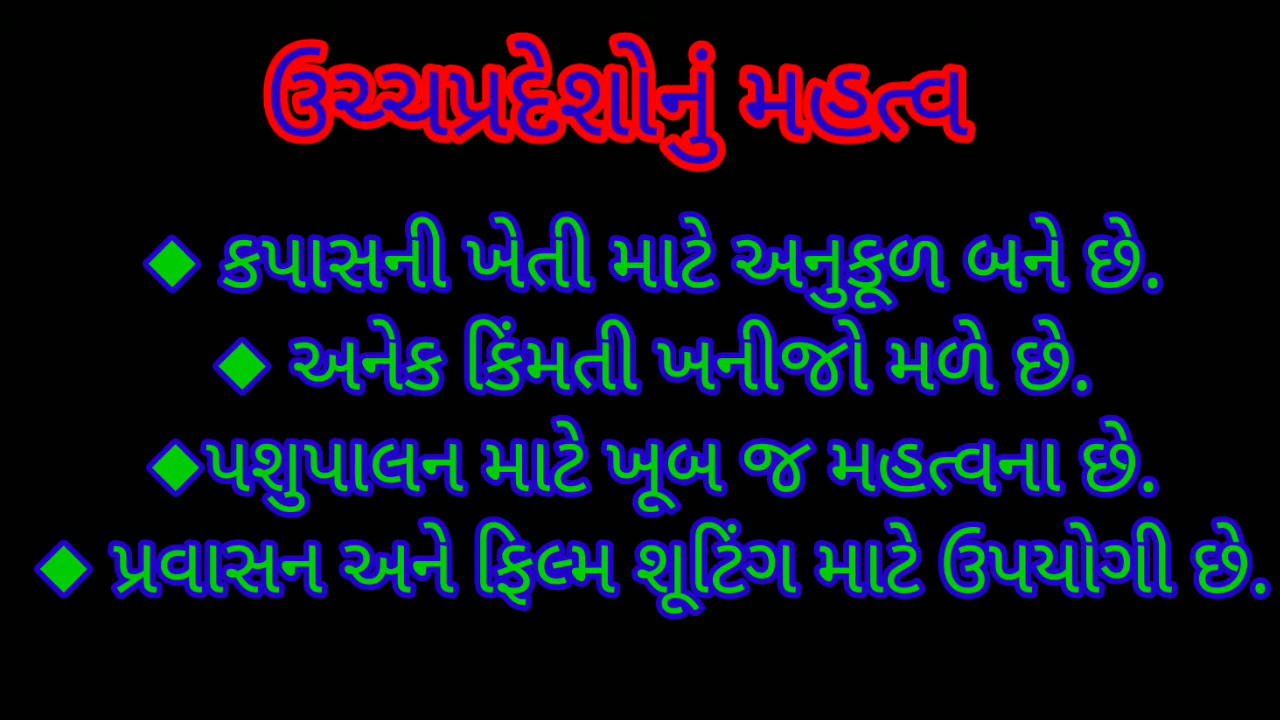 ઉચ્ચપ્રદેશોનું મહત્વ
◆ કપાસની ખેતી માટે અનુકૂળ બને છે.
◆ અનેક કિંમતી ખનીજો મળે છે.
◆પશુપાલન માટે ખૂબ જ મહત્વના છે.
◆ પ્રવાસન અને ફિલ્મ શૂટિંગ માટે ઉપયોગી છે.